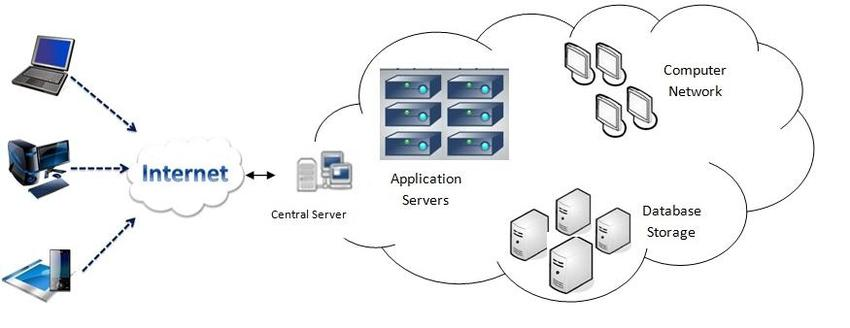 Internet
Central Server
Application
Servers
Computer
Network
Database
Storage